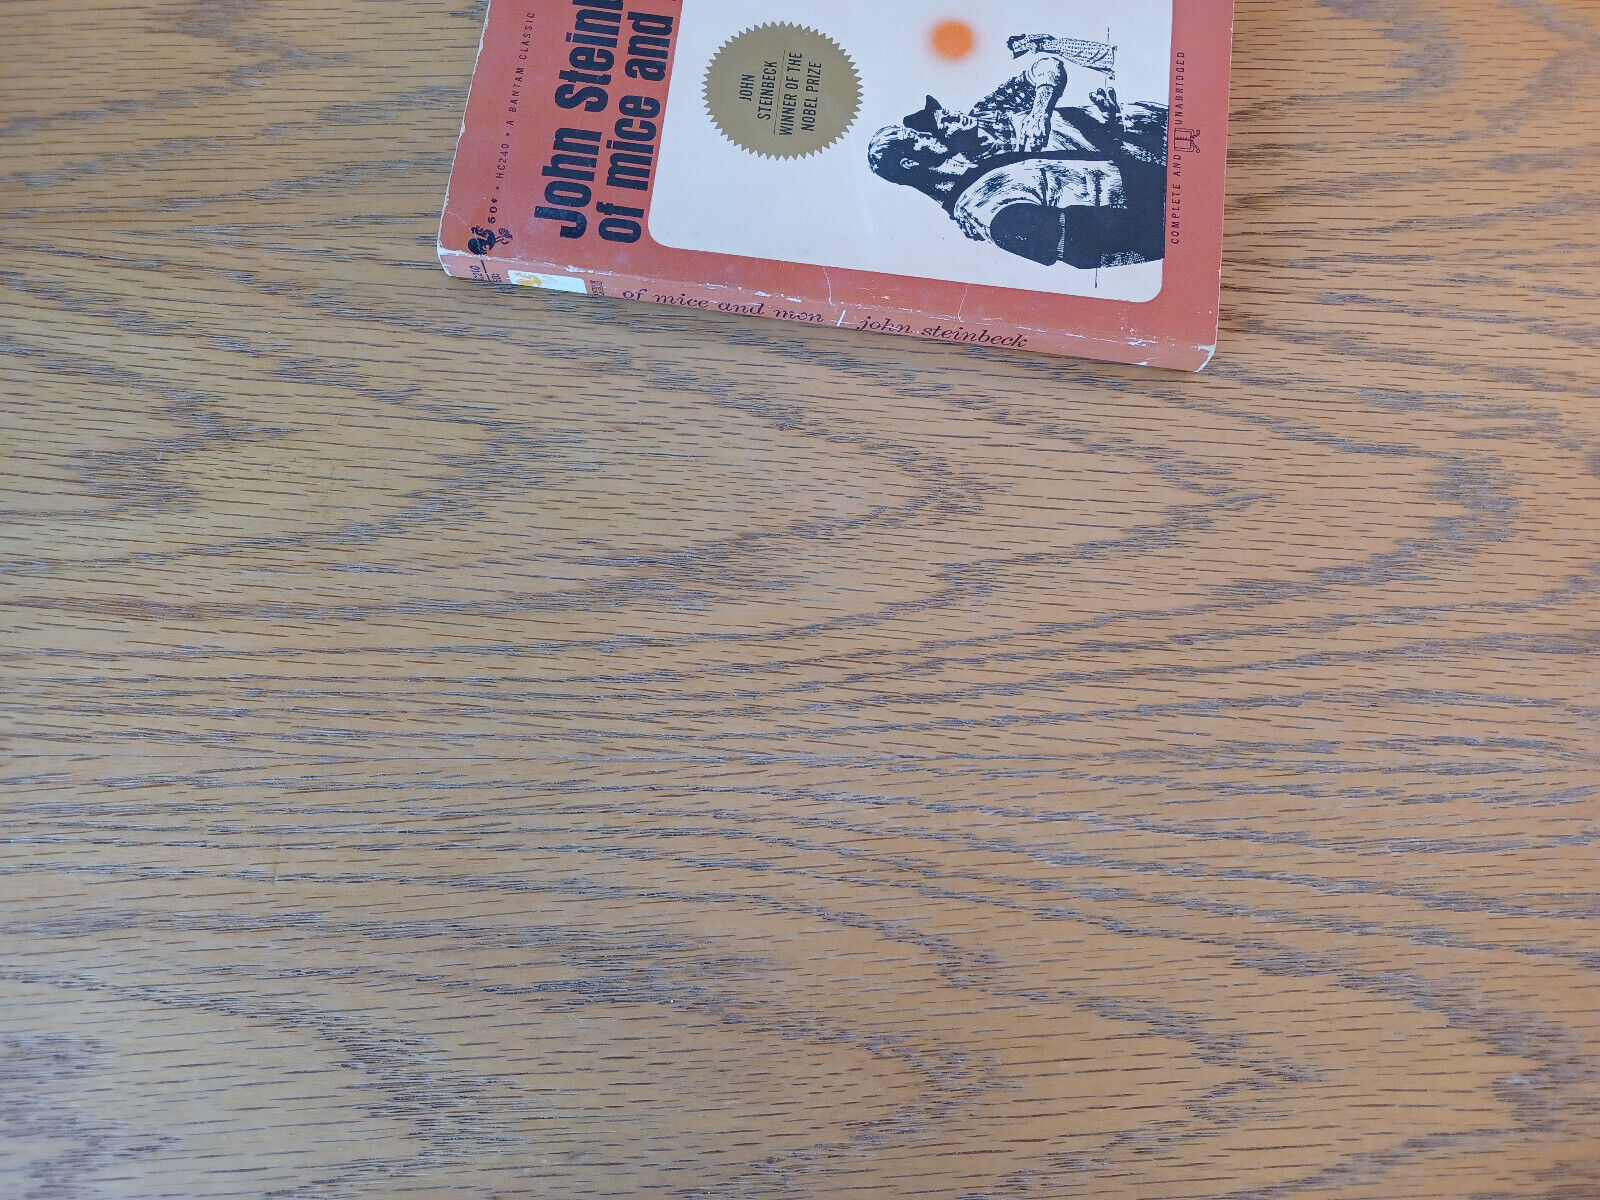 50¢ • HC240 • A BANTAM CLASSIC
John Steinb
of mice and
JOHN
STEINBECK
WINNER OF THE
NOBEL PRIZE
COMPLETE AND UNABRIDGED
of mice and men / john steinbeck